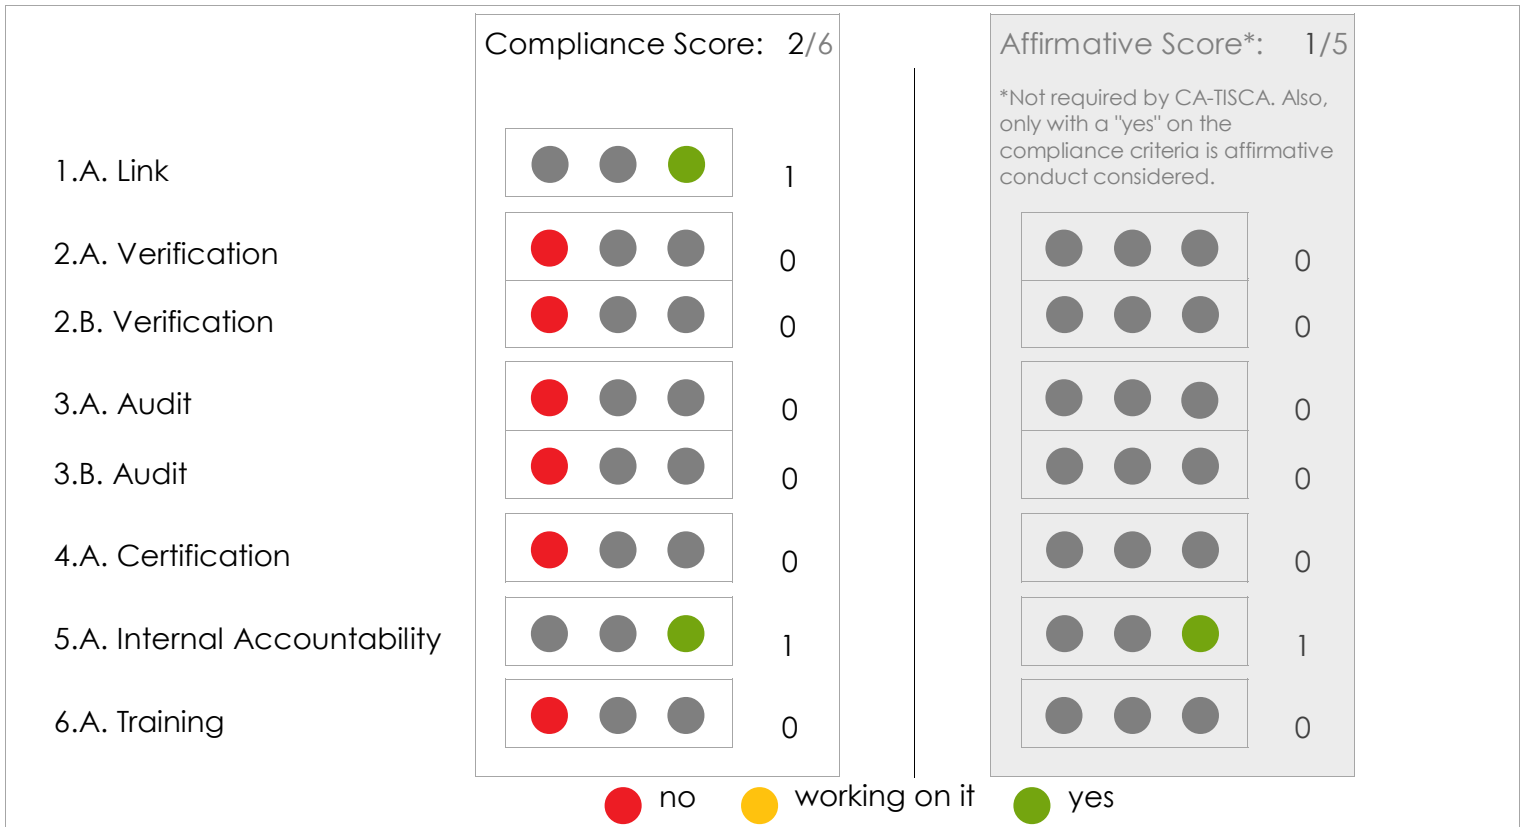 Compliance Score: 2/6
Affirmative Score*: 1/5
*Not required by CA-TISCA. Also,
only with a "yes" on the
compliance criteria is affirmative
conduct considered.
1.A. Link 1
2.A. Verification 0 0
2.B. Verification 0 0
3.A. Audit 0 0
3.B. Audit 0 0
4.A. Certification 0 0
5.A. Internal Accountability 1 1
6.A. Training 0 0
no working on it yes